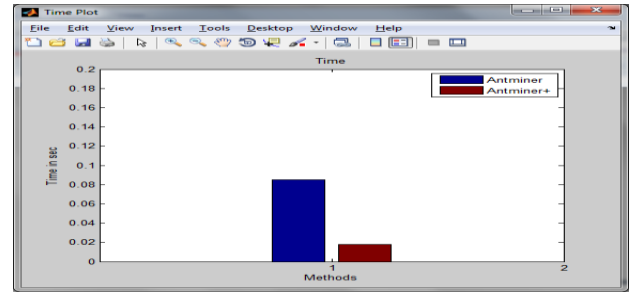 Time Plot
File Edit View Insert Tools Desktop Window Help
Time
Antminer
Antminer+
0.2
0.18
0.16
0.14
0.12
0.1
0.08
0.06
0.04
0.02
0
Time in sec
1 2
Methods